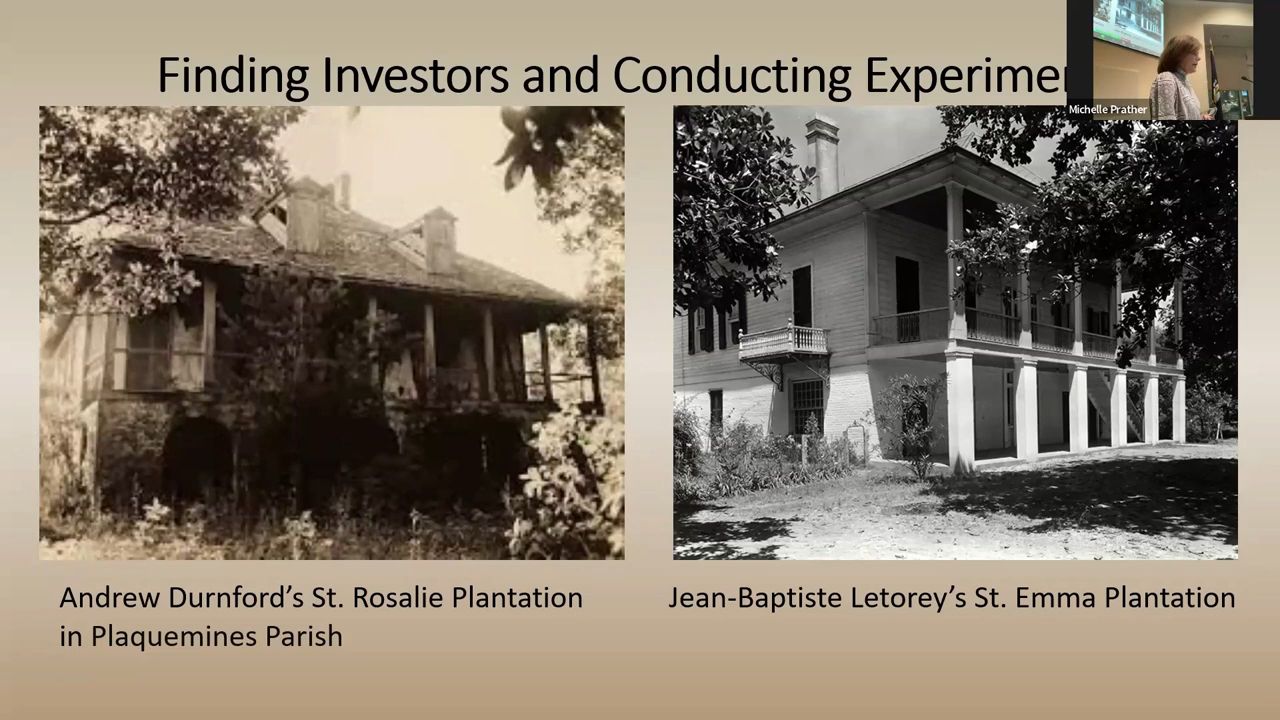 Finding Investors and Conducting Experimen
Michelle Prather
Andrew Durnford’s St. Rosalie Plantation
in Plaquemines Parish
Jean-Baptiste Letorey’s St. Emma Plantation